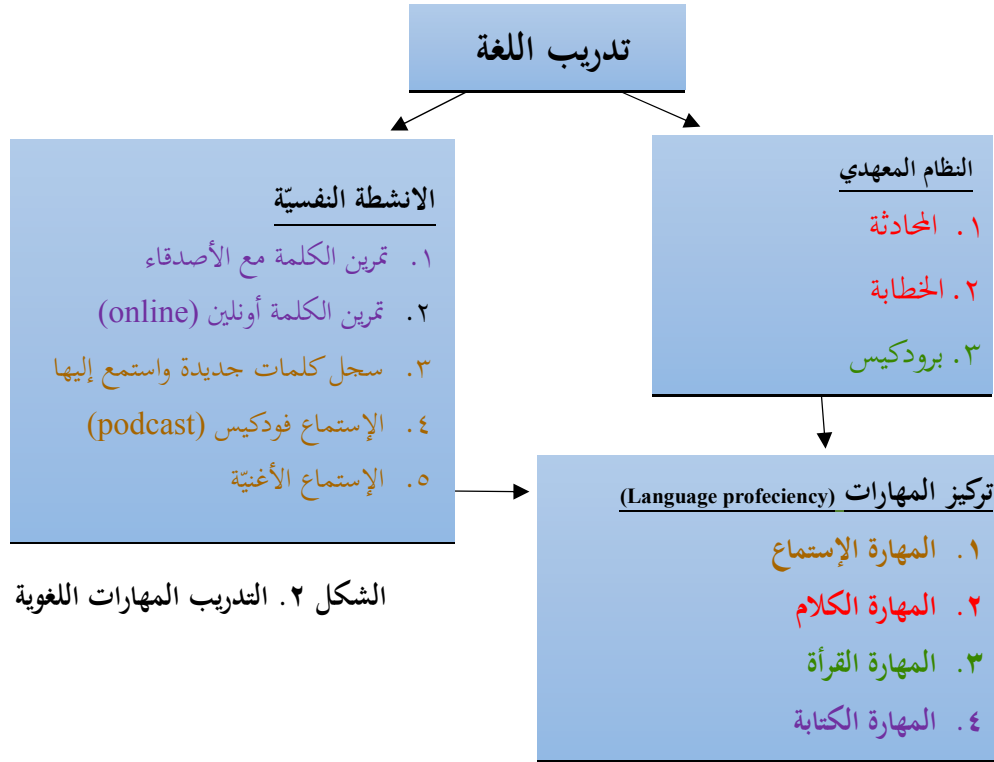 تدريب اللغة
النظام المعهدي
١. المحادثة
٢. الخطابة
٣. برودكيس
الانشطة النفسيّة
١. تمرين الكلمة مع الأصدقاء
٢. تمرين الكلمة أونلين (online)
٣. سجل كلمات جديدة واستمع إليها
٤. الإستماع فودكيس (podcast)
٥. الإستماع الأغنيّة
تركيز المهارات (Language profeciency)
١. المهارة الإستماع
٢. المهارة الكلام
٣. المهارة القرأة
٤. المهارة الكتابة
الشكل ٢. التدريب المهارات اللغوية